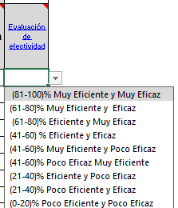 Evaluación
de
efectividad
(81-100)% Muy Eficiente y Muy Eficaz
(61-80)% Muy Eficiente y Eficaz
(61-80)% Eficiente y Muy Eficaz
(41-60) % Eficiente y Eficaz
(41-60)% Muy Eficiente y Poco Eficaz
(41-60)% Poco Eficaz Muy Eficiente
(21-40)% Eficiente y Poco Eficaz
(21-40)% Poco Eficiente y Eficaz
(0-20)% Poco Eficiente y Poco Eficaz